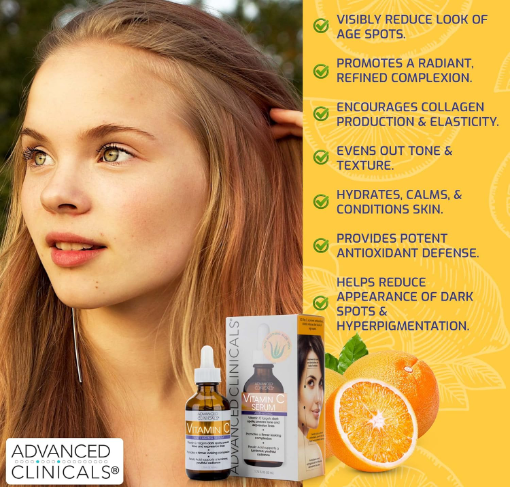 VISIBLY REDUCE LOOK OF
AGE SPOTS.
PROMOTES A RADIANT,
REFINED COMPLEXION.
ENCOURAGES COLLAGEN
PRODUCTION & ELASTICITY.
EVENS OUT TONE &
TEXTURE.
HYDRATES, CALMS, &
CONDITIONS SKIN.
PROVIDES POTENT
ANTIOXIDANT DEFENSE.
HELPS REDUCE
APPEARANCE OF DARK
SPOTS &
HYPERPIGMENTATION.
ADVANCED CLINICALS®
VITAMIN C
SERUM
ADVANCED
CLINICALS
VITAMIN C
ADVANCED
CLINICALS®